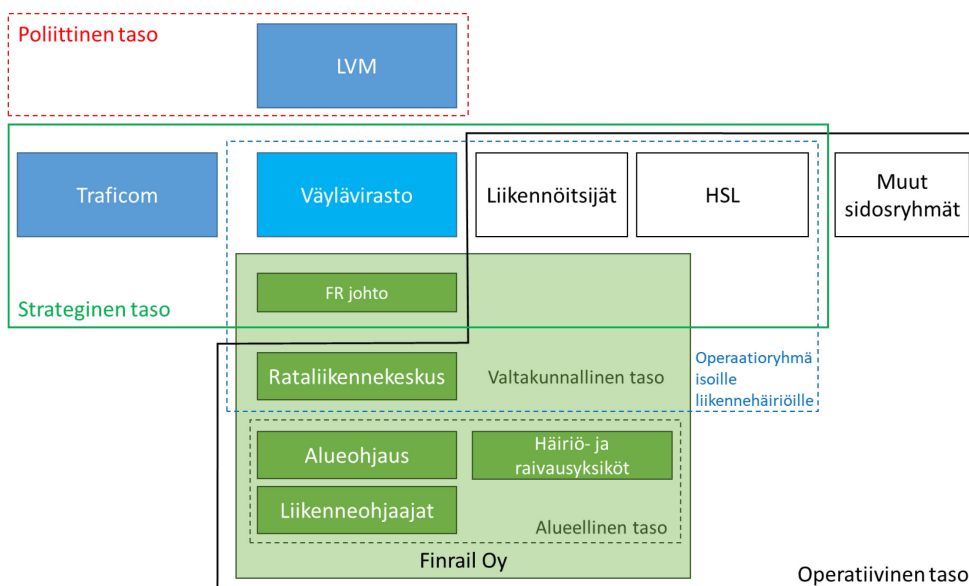 Poliittinen taso
LVM
Traficom
Väylävirasto
Liikennöitsijät
HSL
Muut
sidosryhmät
FR johto
Strateginen taso
Rataliikennekeskus
Valtakunnallinen taso
Operaatioryhmä
isoille
liikennehäiriöille
Alueohjaus
Häiriö- ja
raivausyksiköt
Liikenneohjaajat
Alueellinen taso
Finrail Oy
Operatiivinen taso